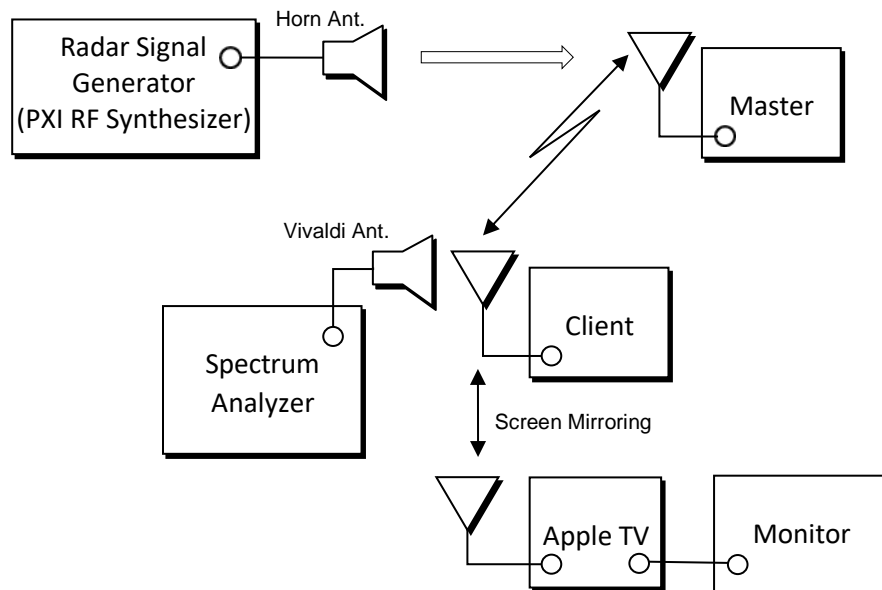 Horn Ant.
Radar Signal
Generator
(PXI RF Synthesizer)
Master
Vivaldi Ant.
Client
Spectrum
Analyzer
Screen Mirroring
Apple TV
Monitor